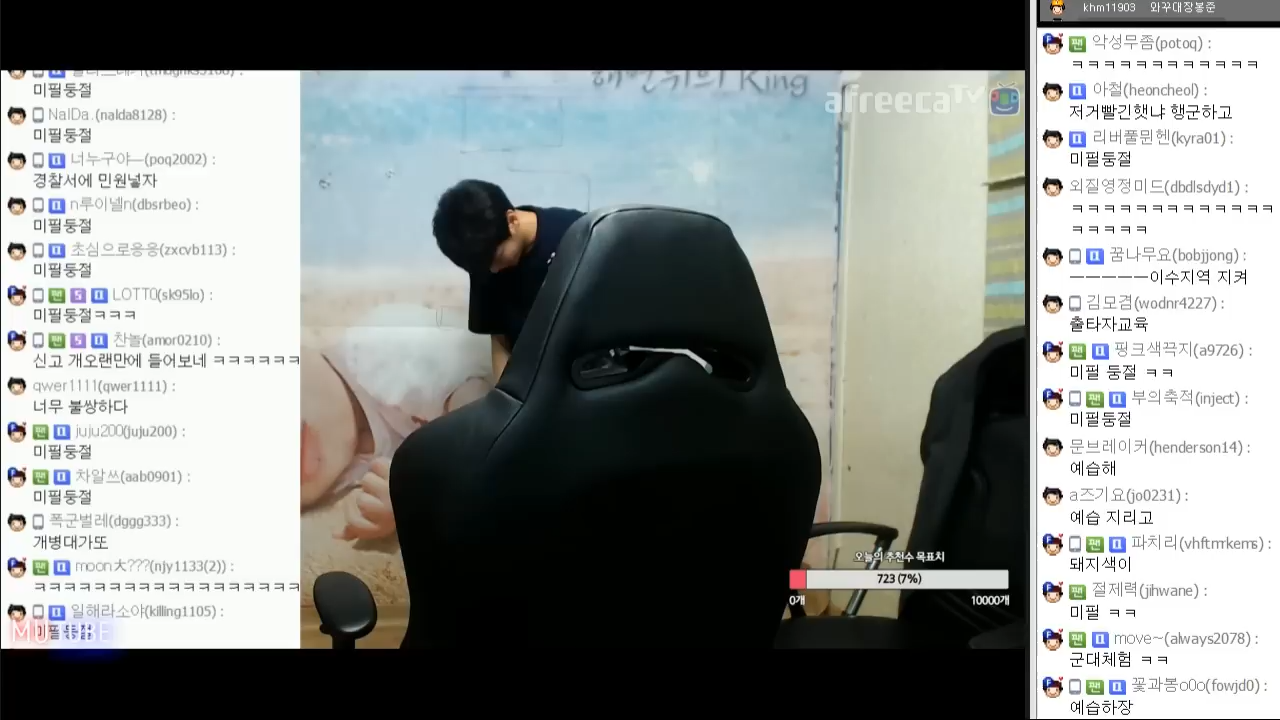 미필둥절
NalDa.(nalda8128) :
미필둥절
너누구야—(poq2002) :
경찰서에 민원넣자
n루이넬n(dbsrbeo) :
미필둥절
초심으로응응(zxcvb113) :
미필둥절
LOTT0(sk95lo) :
미필둥절ㅋㅋㅋ
찬놀(amor0210) :
신고 개오랜만에 들어보네 ㅋㅋㅋㅋㅋㅋ
qwer1111(qwer1111) :
너무 불쌍하다
juju200(juju200) :
미필둥절
차알쓰(aab0901) :
미필둥절
폭군벌레(dggg333) :
개병대가또
moon大???(njy1133(2)) :
ㅋㅋㅋㅋㅋㅋㅋㅋㅋㅋㅋㅋㅋㅋㅋㅋㅋ
일해라소야(killing1105) :
미필둥절
King
afreecaTV
오늘의 추천수 목표치
723 (7%)
0개 10000개
khm11903 와꾸대장봉준
악성무좀(potoq) :
ㅋㅋㅋㅋㅋㅋㅋㅋㅋㅋㅋㅋ
아철(heoncheol) :
저거빨긴햇냐 행군하고
리버풀뮌헨(kyra01) :
미필둥절
외질영정미드(dbdlsdyd1) :
ㅋㅋㅋㅋㅋㅋㅋㅋㅋㅋㅋㅋㅋ
ㅋㅋㅋㅋㅋ
꿈나무요(bobjjong) :
ㅡㅡㅡㅡㅡ이수지역 지켜
김모겸(wodnr4227) :
출타자교육
핑크색끅지(a9726) :
미필 둥절 ㅋㅋ
부의축적(inject) :
미필둥절
문브레이커(henderson14) :
예습해
a즈기요(jo0231) :
예습 지리고
파치리(vhftmrkems) :
돼지색이
절제력(jihwane) :
미필 ㅋㅋ
move~(always2078) :
군대체험 ㅋㅋ
꽃과봉o0o(fowjd0) :
예습하장